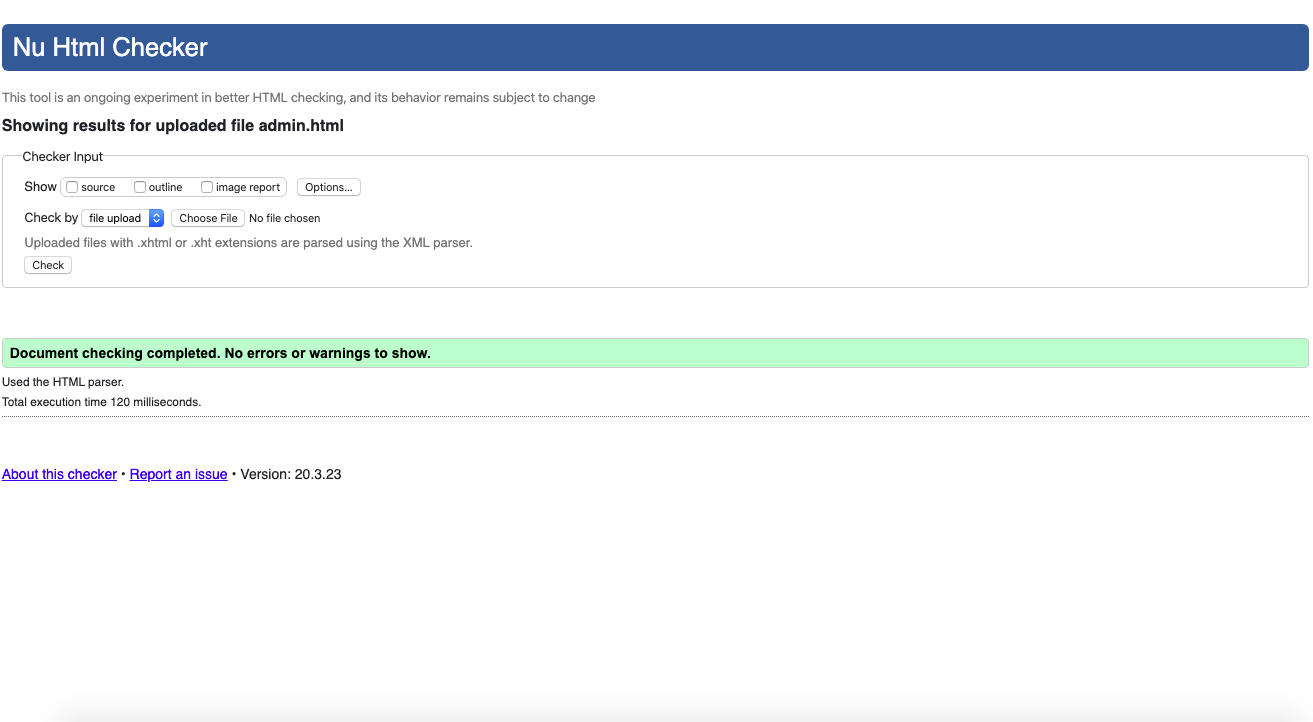 Nu Html Checker
This tool is an ongoing experiment in better HTML checking, and its behavior remains subject to change
Showing results for uploaded file admin.html
Checker Input
Show source outline image report Options...
Check by file upload Choose File No file chosen
Uploaded files with .xhtml or .xht extensions are parsed using the XML parser.
Check
Document checking completed. No errors or warnings to show.
Used the HTML parser.
Total execution time 120 milliseconds.
About this checker • Report an issue • Version: 20.3.23